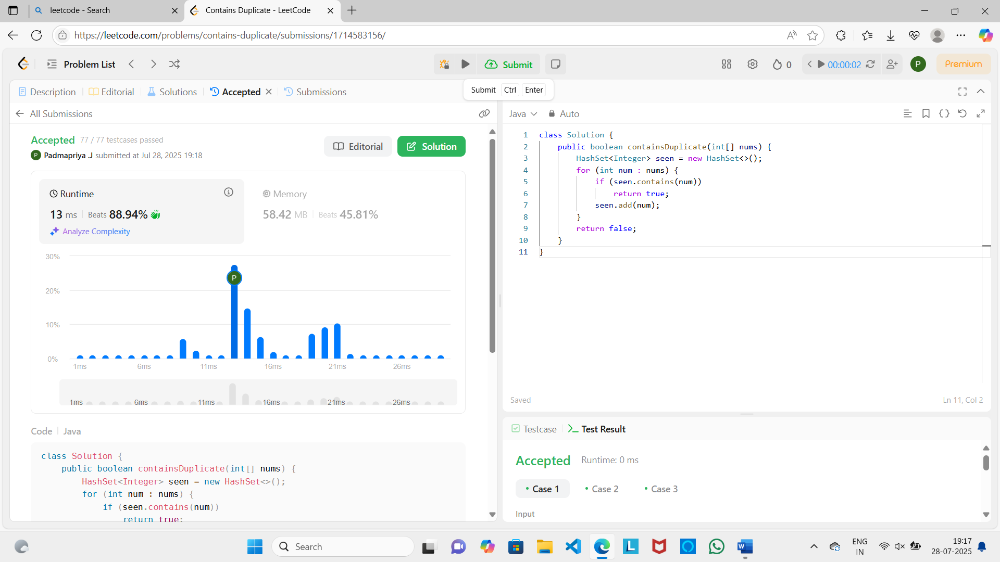 leetcode - Search
Contains Duplicate - LeetCode
https://leetcode.com/problems/contains-duplicate/submissions/1714583156/
Problem List
Submit
0
00:00:02
P
Premium
Submit Ctrl Enter
Description
Editorial
Solutions
Accepted
Submissions
All Submissions
Accepted 77 / 77 testcases passed
P Padmapriya .J submitted at Jul 28, 2025 19:18
Editorial
Solution
Runtime
13 ms Beats 88.94%
Analyze Complexity
Memory
58.42 MB Beats 45.81%
30%
20%
10%
0%
P
1ms 6ms 11ms 16ms 21ms 26ms
1ms 6ms 11ms 16ms 21ms 26ms
Code Java
class Solution {
public boolean containsDuplicate(int[] nums) {
HashSet<Integer> seen = new HashSet<>();
for (int num : nums) {
if (seen.contains(num))
return true;
Java Auto
1 class Solution {
2 public boolean containsDuplicate(int[] nums) {
3 HashSet<Integer> seen = new HashSet<>();
4 for (int num : nums) {
5 if (seen.contains(num))
6 return true;
7 seen.add(num);
8 }
9 return false;
10 }
11 }
Saved
Ln 11, Col 2
Testcase
Test Result
Accepted Runtime: 0 ms
Case 1 Case 2 Case 3
Input
Search
ENG
IN
19:17
28-07-2025